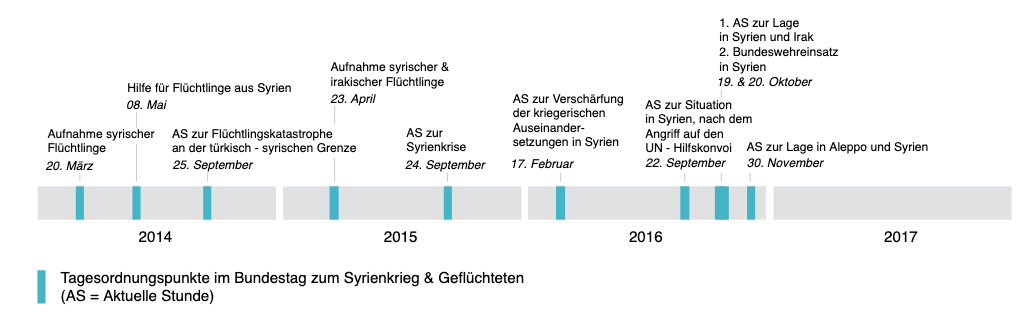 Aufnahme syrischer
Flüchtlinge
20. März
Hilfe für Flüchtlinge aus Syrien
08. Mai
AS zur Flüchtlingskatastrophe
an der türkisch - syrischen Grenze
25. September
Aufnahme syrischer &
irakischer Flüchtlinge
23. April
AS zur
Syrienkrise
24. September
AS zur Verschärfung
der kriegerischen
Auseinander-
setzungen in Syrien
17. Februar
AS zur Situation
in Syrien, nach dem
Angriff auf den
UN - Hilfskonvoi
22. September
1. AS zur Lage
in Syrien und Irak
2. Bundeswehreinsatz
in Syrien
19. & 20. Oktober
AS zur Lage in Aleppo und Syrien
30. November
2014
2015
2016
2017
Tagesordnungspunkte im Bundestag zum Syrienkrieg & Geflüchteten
(AS = Aktuelle Stunde)